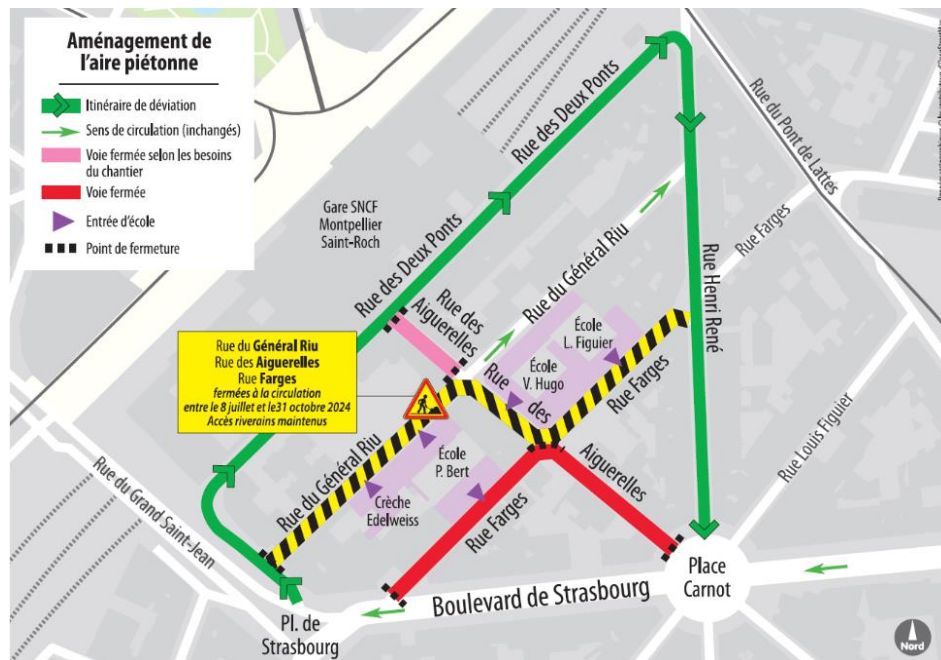 Aménagement de
l'aire piétonne
Itinéraire de déviation
Sens de circulation (inchangés)
Voie fermée selon les besoins
du chantier
Voie fermée
Entrée d'école
Point de fermeture
Gare SNCF
Montpellier
Saint-Roch
Rue des Deux Ponts
Rue des Deux Ponts
Rue du Pont de Lattes
Rue Farges
Rue Henri René
Rue du Général Riu
Rue des
Aiguerelles
École
L. Figuier
École
V. Hugo
Rue des
Aiguerelles
Rue Farges
Rue du Général Riu
Rue des Aiguerelles
Rue Farges
fermées à la circulation
entre le 8 juillet et le31 octobre 2024
Accès riverains maintenus
Rue du Général Riu
École
P. Bert
Crèche
Edelweiss
Rue Farges
Rue Louis Figuier
Rue du Grand Saint-Jean
Place
Carnot
Boulevard de Strasbourg
Pl. de
Strasbourg
Nord